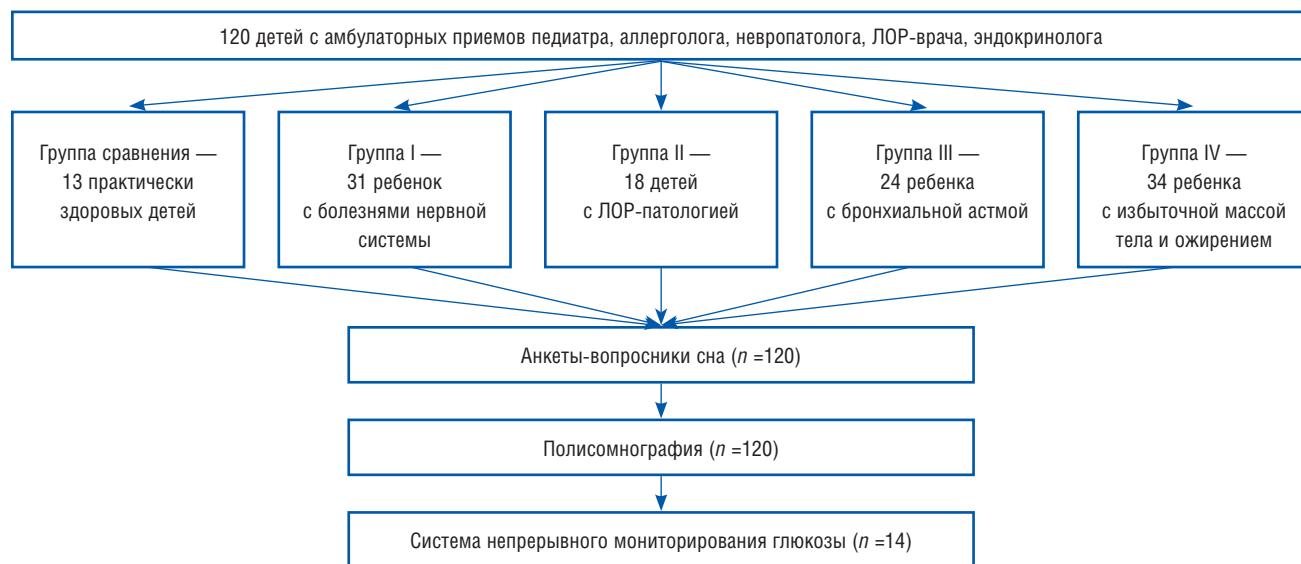 120 детей с амбулаторных приемов педиатра, аллерголога, невропатолога, ЛОР-врача, эндокринолога
Группа сравнения —
13 практически
здоровых детей
Группа I —
31 ребенок
с болезнями нервной
системы
Группа II —
18 детей
с ЛОР-патологией
Группа III —
24 ребенка
с бронхиальной астмой
Группа IV —
34 ребенка
с избыточной массой
тела и ожирением
Анкеты-вопросники сна (n =120)
Полисомнография (n =120)
Система непрерывного мониторирования глюкозы (n =14)